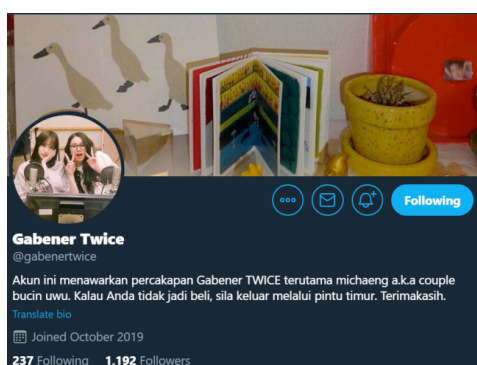 Following
Gabener Twice
@gabenertwice
Akun ini menawarkan percakapan Gabener TWICE terutama michaeng a.k.a couple
bucin uwu. Kalau Anda tidak jadi beli, sila keluar melalui pintu timur. Terimakasih.
Translate bio
Joined October 2019
237 Following 1,192 Followers